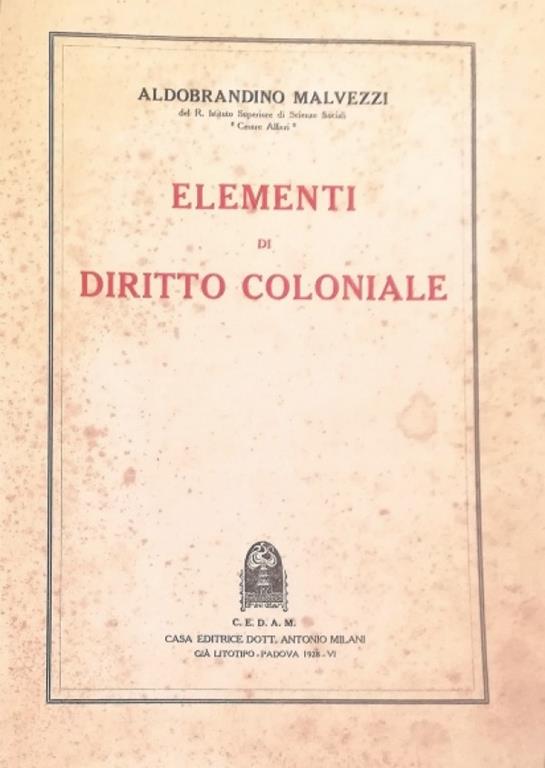 ALDOBRANDINO MALVEZZI
del R. Istituto Superiore di Scienze Sociali
" Cesare Alfieri "
ELEMENTI
DI
DIRITTO COLONIALE
C. E. D. A. M.
CASA EDITRICE DOTT. ANTONIO MILANI
GIÀ LITOTIPO - PADOVA 1928 - VI